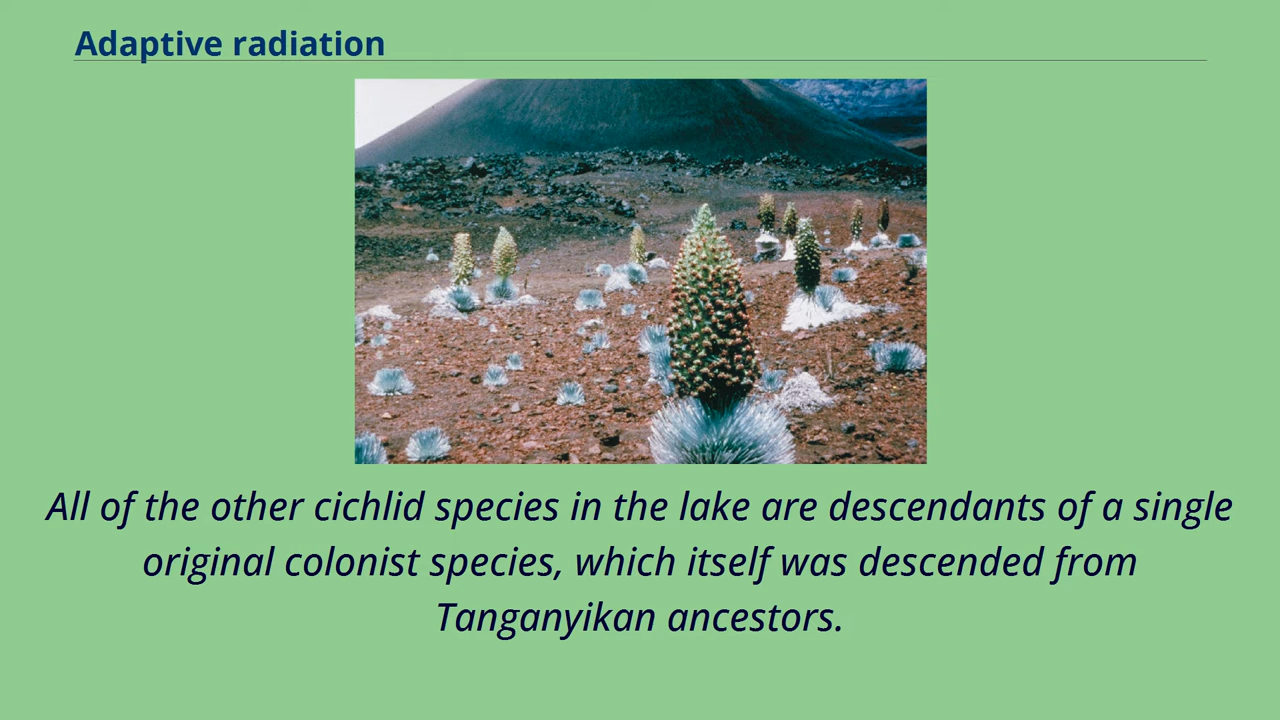 Adaptive radiation
All of the other cichlid species in the lake are descendants of a single
original colonist species, which itself was descended from
Tanganyikan ancestors.